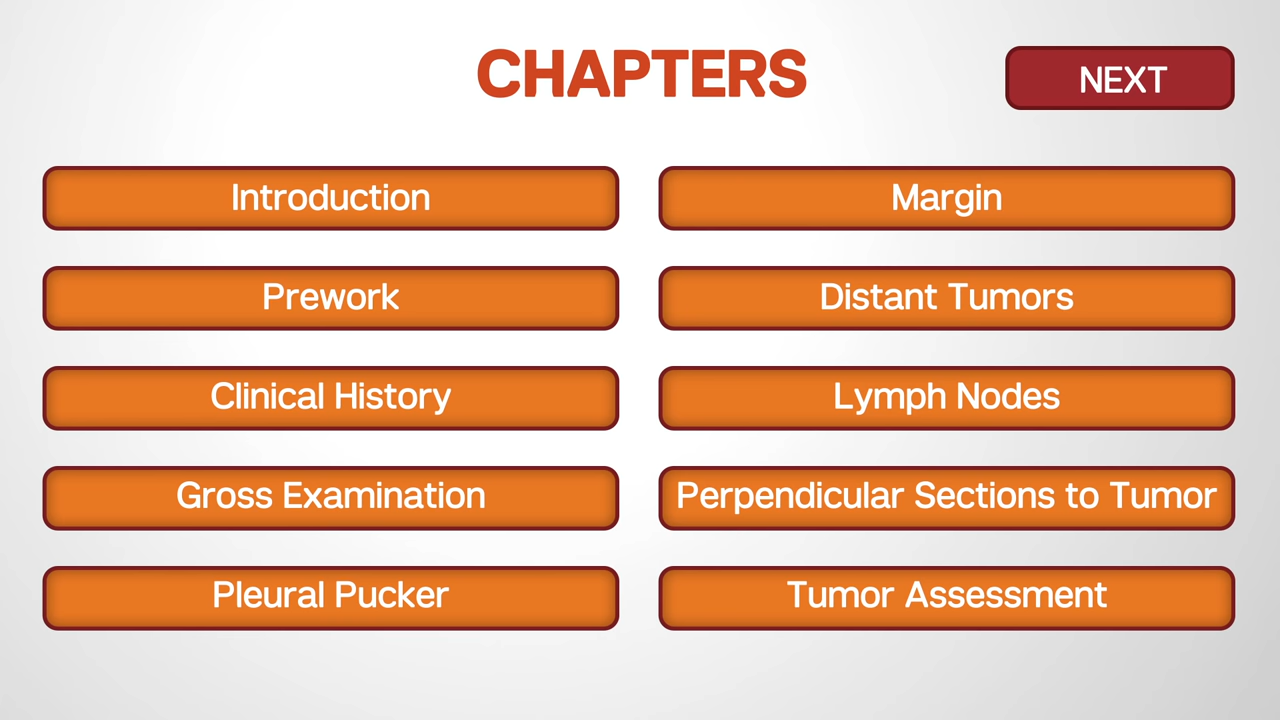 CHAPTERS
NEXT
Introduction
Prework
Clinical History
Gross Examination
Pleural Pucker
Margin
Distant Tumors
Lymph Nodes
Perpendicular Sections to Tumor
Tumor Assessment